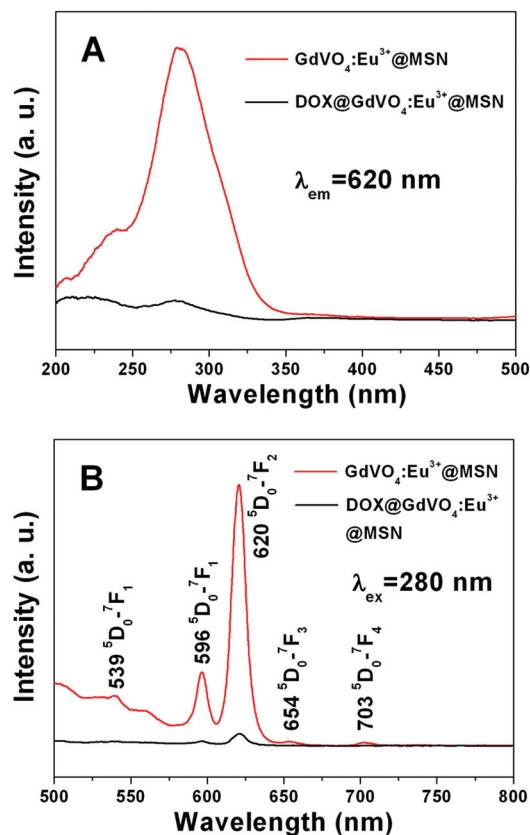 A
GdVO₄:Eu³⁺@MSN
DOX@GdVO₄:Eu³⁺@MSN
λem=620 nm
Intensity (a. u.)
200 250 300 350 400 450 500
Wavelength (nm)
B
GdVO₄:Eu³⁺@MSN
DOX@GdVO₄:Eu³⁺
@MSN
λex=280 nm
539 ⁵D₀-⁷F₁
596 ⁵D₀-⁷F₁
620 ⁵D₀-⁷F₂
654 ⁵D₀-⁷F₃
703 ⁵D₀-⁷F₄
Intensity (a. u.)
500 550 600 650 700 750 800
Wavelength (nm)